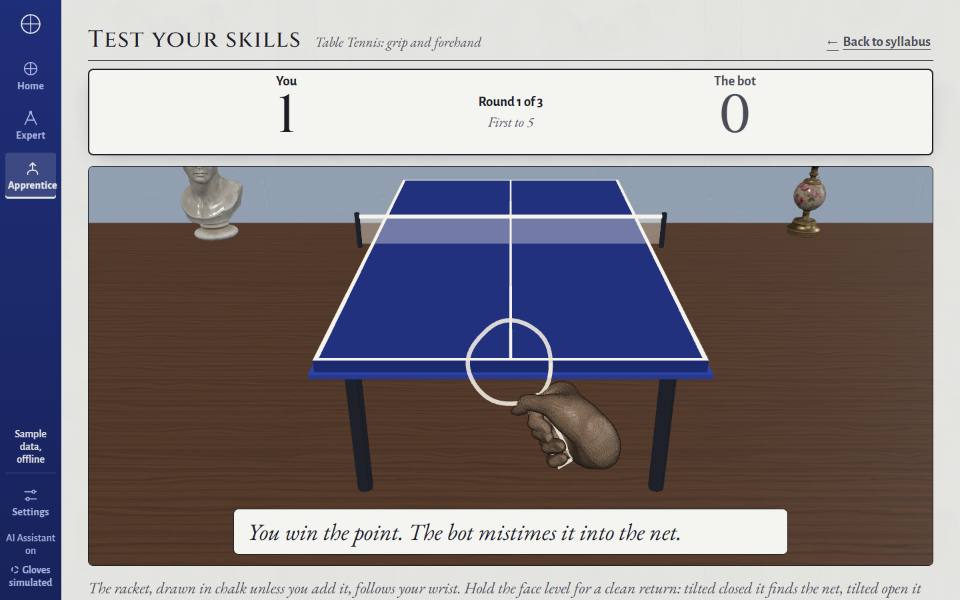 TEST YOUR SKILLS Table Tennis: grip and forehand ← Back to syllabus
Home
Expert
Apprentice
You
1
Round 1 of 3
First to 5
The bot
0
You win the point. The bot mistimes it into the net.
Sample
data,
offline
Settings
AI Assistant
on
Gloves
simulated
The racket, drawn in chalk unless you add it, follows your wrist. Hold the face level for a clean return: tilted closed it finds the net, tilted open it